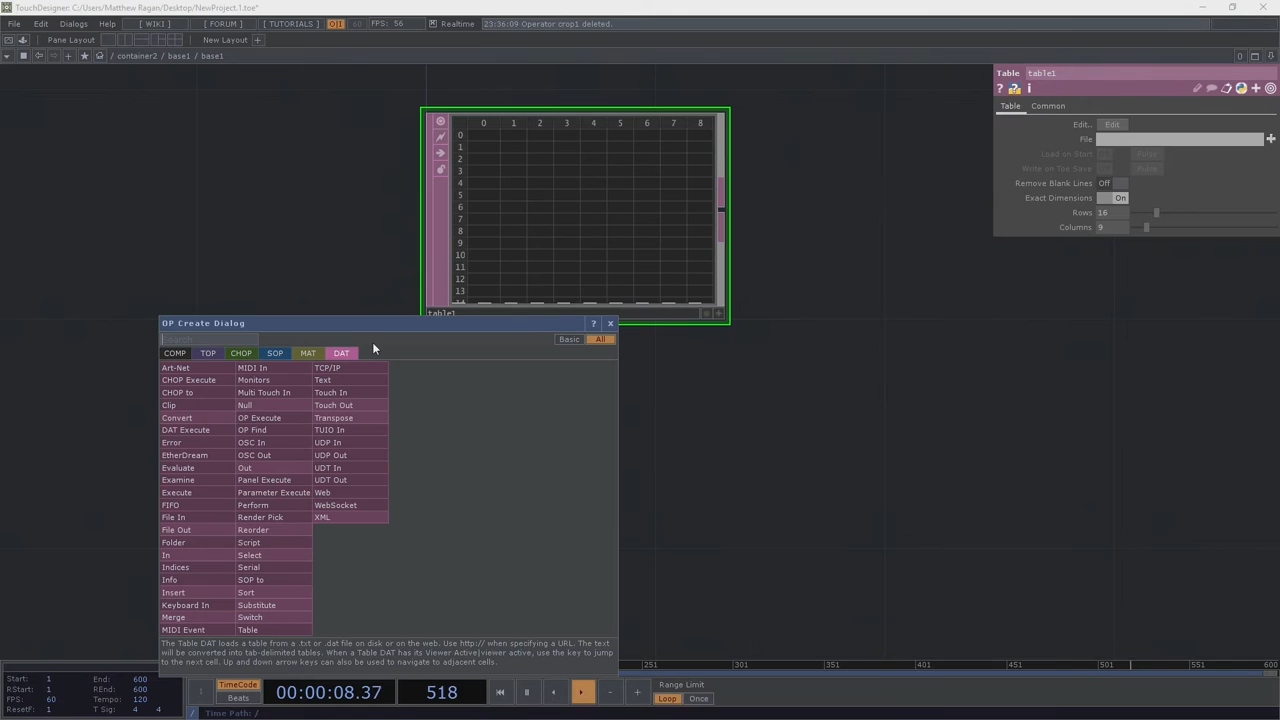 TouchDesigner: C:/Users/Matthew Ragan/Desktop/NewProject.1.toe*
File Edit Dialogs Help [ WIKI ] [ FORUM ] [ TUTORIALS ] O|I 60 FPS: 56 Realtime 23:36:09 Operator crop1 deleted.
Pane Layout New Layout +
/ container2 / base1 / base1
Table table1
Table Common
Edit.. Edit
File
Load on Start Pulse
Write on Toe Save Pulse
Remove Blank Lines Off
Exact Dimensions On
Rows 16
Columns 9
0 1 2 3 4 5 6 7 8
0
1
2
3
4
5
6
7
8
9
10
11
12
13
14
table1
OP Create Dialog ? x
Search Basic All
COMP TOP CHOP SOP MAT DAT
Art-Net MIDI In TCP/IP
CHOP Execute Monitors Text
CHOP to Multi Touch In Touch In
Clip Null Touch Out
Convert OP Execute Transpose
DAT Execute OP Find TUIO In
Error OSC In UDP In
EtherDream OSC Out UDP Out
Evaluate Out UDT In
Examine Panel Execute UDT Out
Execute Parameter Execute Web
FIFO Perform WebSocket
File In Render Pick XML
File Out Reorder
Folder Script
In Select
Indices Serial
Info SOP to
Insert Sort
Keyboard In Substitute
Merge Switch
MIDI Event Table
The Table DAT loads a table from a .txt or .dat file on disk or on the web. Use http:// when specifying a URL. The text
will be converted into tab-delimited tables. When a Table DAT has its Viewer Active|viewer active, use the key to jump
to the next cell. Up and down arrow keys can also be used to navigate to adjacent cells.
251 301 351 401 451 501 551 600
Start: 1 End: 600
RStart: 1 REnd: 600
FPS: 60 Tempo: 120
ResetF: 1 T Sig: 4 4
TimeCode
Beats
00:00:08.37 518
Range Limit
Loop Once
/ Time Path: /